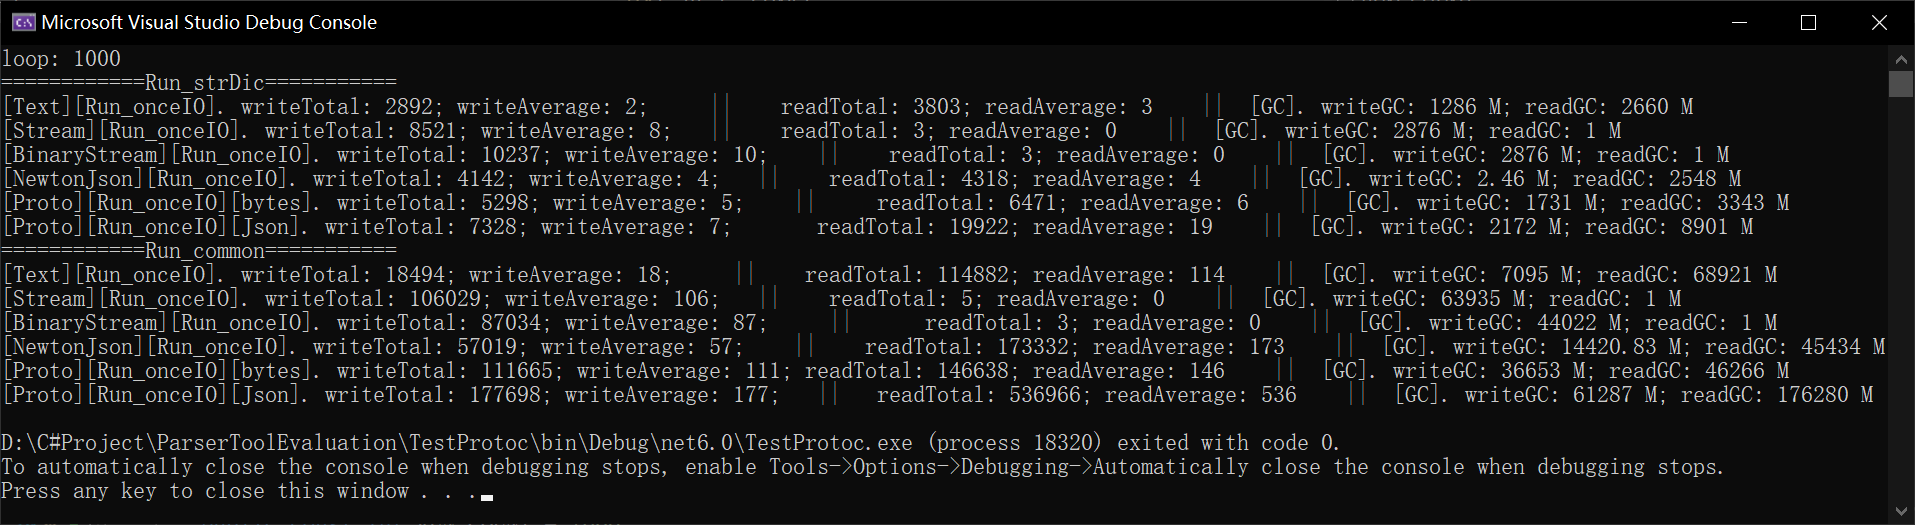 Microsoft Visual Studio Debug Console
loop: 1000
============Run_strDic===========
[Text][Run_onceIO]. writeTotal: 2892; writeAverage: 2; || readTotal: 3803; readAverage: 3 || [GC]. writeGC: 1286 M; readGC: 2660 M
[Stream][Run_onceIO]. writeTotal: 8521; writeAverage: 8; || readTotal: 3; readAverage: 0 || [GC]. writeGC: 2876 M; readGC: 1 M
[BinaryStream][Run_onceIO]. writeTotal: 10237; writeAverage: 10; || readTotal: 3; readAverage: 0 || [GC]. writeGC: 2876 M; readGC: 1 M
[NewtonJson][Run_onceIO]. writeTotal: 4142; writeAverage: 4; || readTotal: 4318; readAverage: 4 || [GC]. writeGC: 2.46 M; readGC: 2548 M
[Proto][Run_onceIO][bytes]. writeTotal: 5298; writeAverage: 5; || readTotal: 6471; readAverage: 6 || [GC]. writeGC: 1731 M; readGC: 3343 M
[Proto][Run_onceIO][Json]. writeTotal: 7328; writeAverage: 7; readTotal: 19922; readAverage: 19 || [GC]. writeGC: 2172 M; readGC: 8901 M
============Run_common===========
[Text][Run_onceIO]. writeTotal: 18494; writeAverage: 18; || readTotal: 114882; readAverage: 114 || [GC]. writeGC: 7095 M; readGC: 68921 M
[Stream][Run_onceIO]. writeTotal: 106029; writeAverage: 106; || readTotal: 5; readAverage: 0 || [GC]. writeGC: 63935 M; readGC: 1 M
[BinaryStream][Run_onceIO]. writeTotal: 87034; writeAverage: 87; || readTotal: 3; readAverage: 0 || [GC]. writeGC: 44022 M; readGC: 1 M
[NewtonJson][Run_onceIO]. writeTotal: 57019; writeAverage: 57; || readTotal: 173332; readAverage: 173 || [GC]. writeGC: 14420.83 M; readGC: 45434 M
[Proto][Run_onceIO][bytes]. writeTotal: 111665; writeAverage: 111; readTotal: 146638; readAverage: 146 || [GC]. writeGC: 36653 M; readGC: 46266 M
[Proto][Run_onceIO][Json]. writeTotal: 177698; writeAverage: 177; || readTotal: 536966; readAverage: 536 || [GC]. writeGC: 61287 M; readGC: 176280 M
D:\C#Project\ParserToolEvaluation\TestProtoc\bin\Debug\net6.0\TestProtoc.exe (process 18320) exited with code 0.
To automatically close the console when debugging stops, enable Tools->Options->Debugging->Automatically close the console when debugging stops.
Press any key to close this window . . .